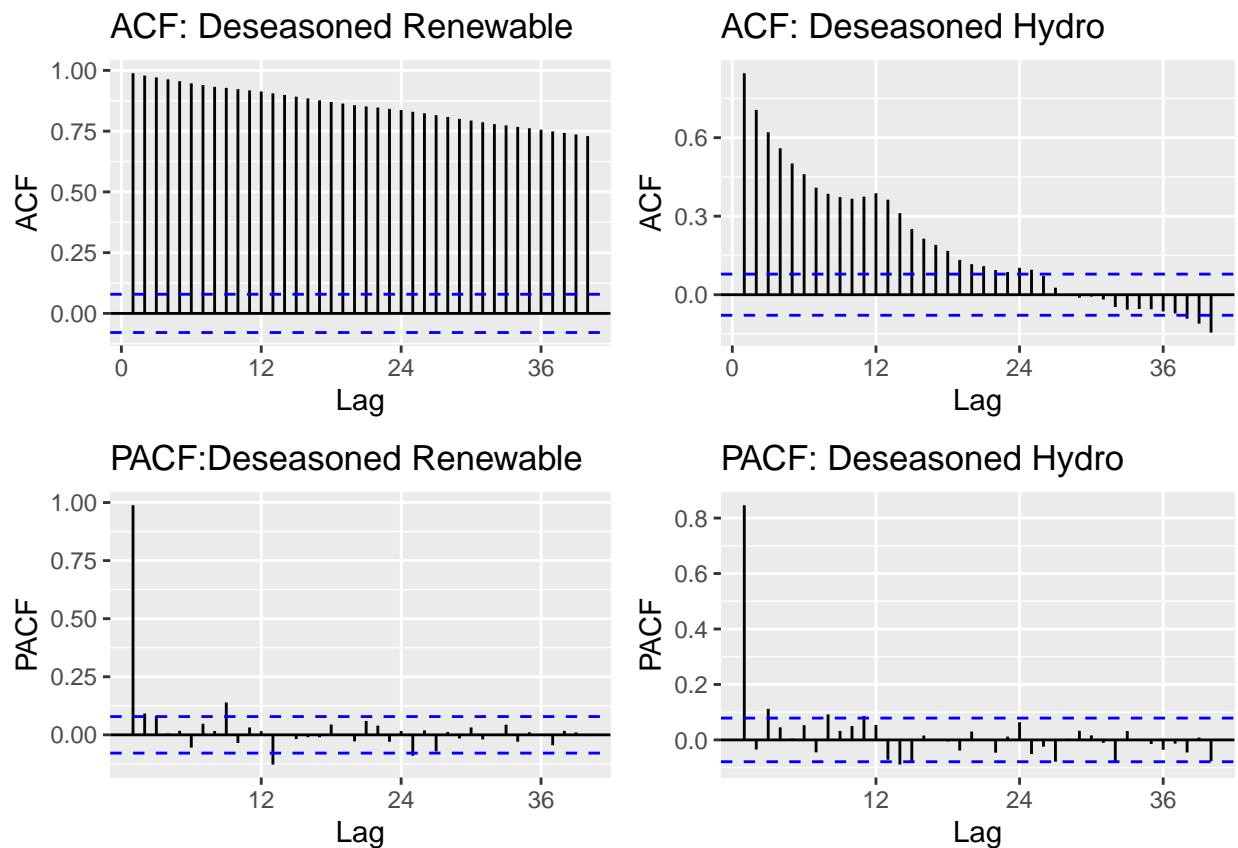 ACF: Deseasoned Renewable
1.00
0.75
0.50
0.25
0.00
ACF
0
12
24
36
Lag
ACF: Deseasoned Hydro
0.6
0.3
0.0
ACF
0
12
24
36
Lag
PACF:Deseasoned Renewable
1.00
0.75
0.50
0.25
0.00
PACF
12
24
36
Lag
PACF: Deseasoned Hydro
0.8
0.6
0.4
0.2
0.0
PACF
12
24
36
Lag